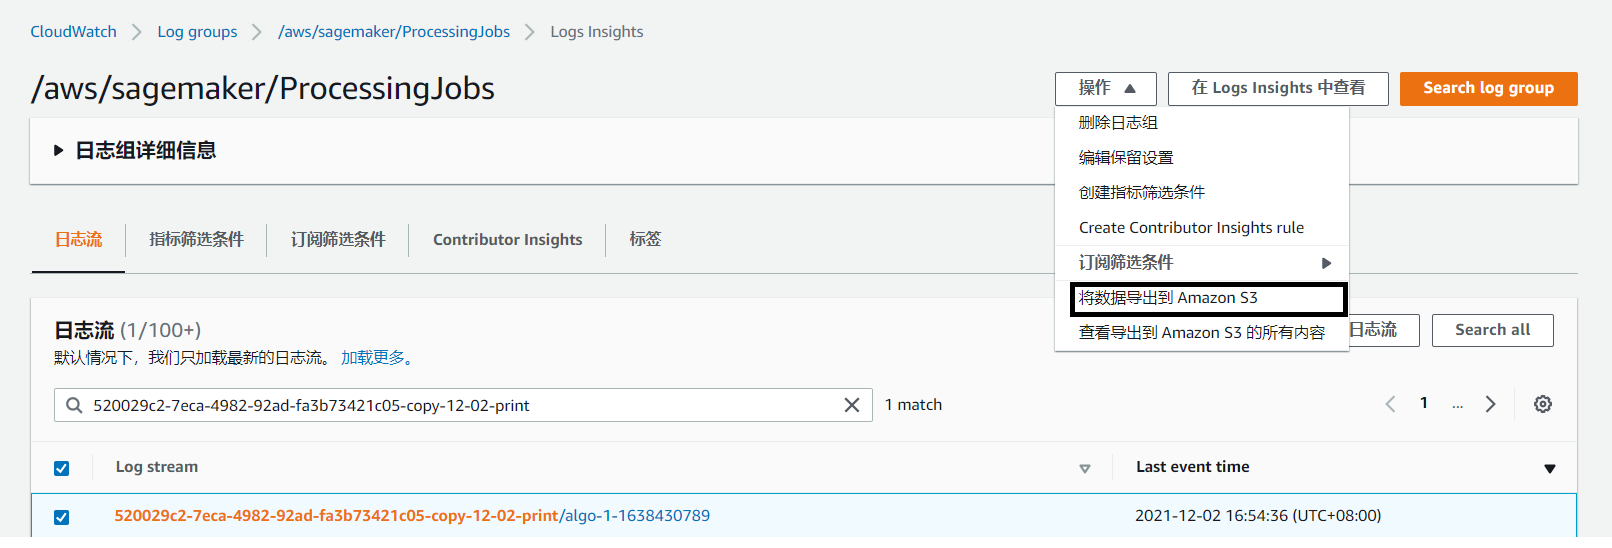 CloudWatch > Log groups > /aws/sagemaker/ProcessingJobs > Logs Insights
/aws/sagemaker/ProcessingJobs
操作 ▲ 在 Logs Insights 中查看 Search log group
删除日志组
编辑保留设置
创建指标筛选条件
Create Contributor Insights rule
订阅筛选条件
将数据导出到 Amazon S3
查看导出到 Amazon S3 的所有内容
日志组详细信息
日志流 指标筛选条件 订阅筛选条件 Contributor Insights 标签
日志流 (1/100+)
日志流 Search all
默认情况下，我们只加载最新的日志流。 加载更多。
520029c2-7eca-4982-92ad-fa3b73421c05-copy-12-02-print 1 match 1 ...
Log stream Last event time
520029c2-7eca-4982-92ad-fa3b73421c05-copy-12-02-print/algo-1-1638430789 2021-12-02 16:54:36 (UTC+08:00)